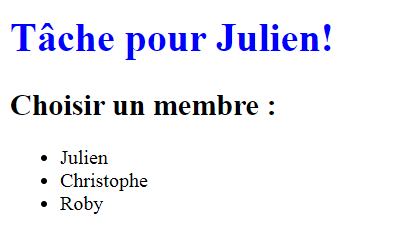 Tâche pour Julien!
Choisir un membre :
Julien
Christophe
Roby